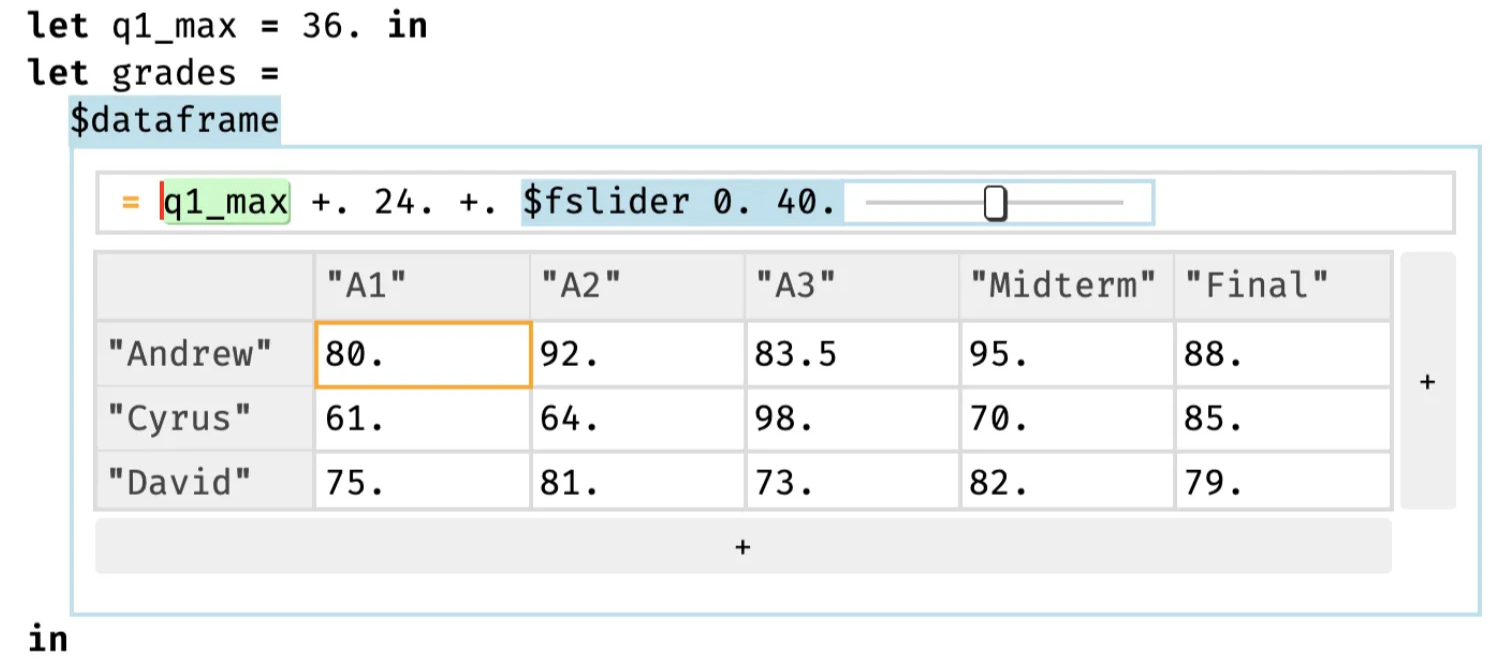 let q1_max = 36. in
let grades =
$dataframe
= q1_max +. 24. +. $fslider 0. 40.
"A1" "A2" "A3" "Midterm" "Final"
"Andrew" 80. 92. 83.5 95. 88.
+
"Cyrus" 61. 64. 98. 70. 85.
"David" 75. 81. 73. 82. 79.
+
in